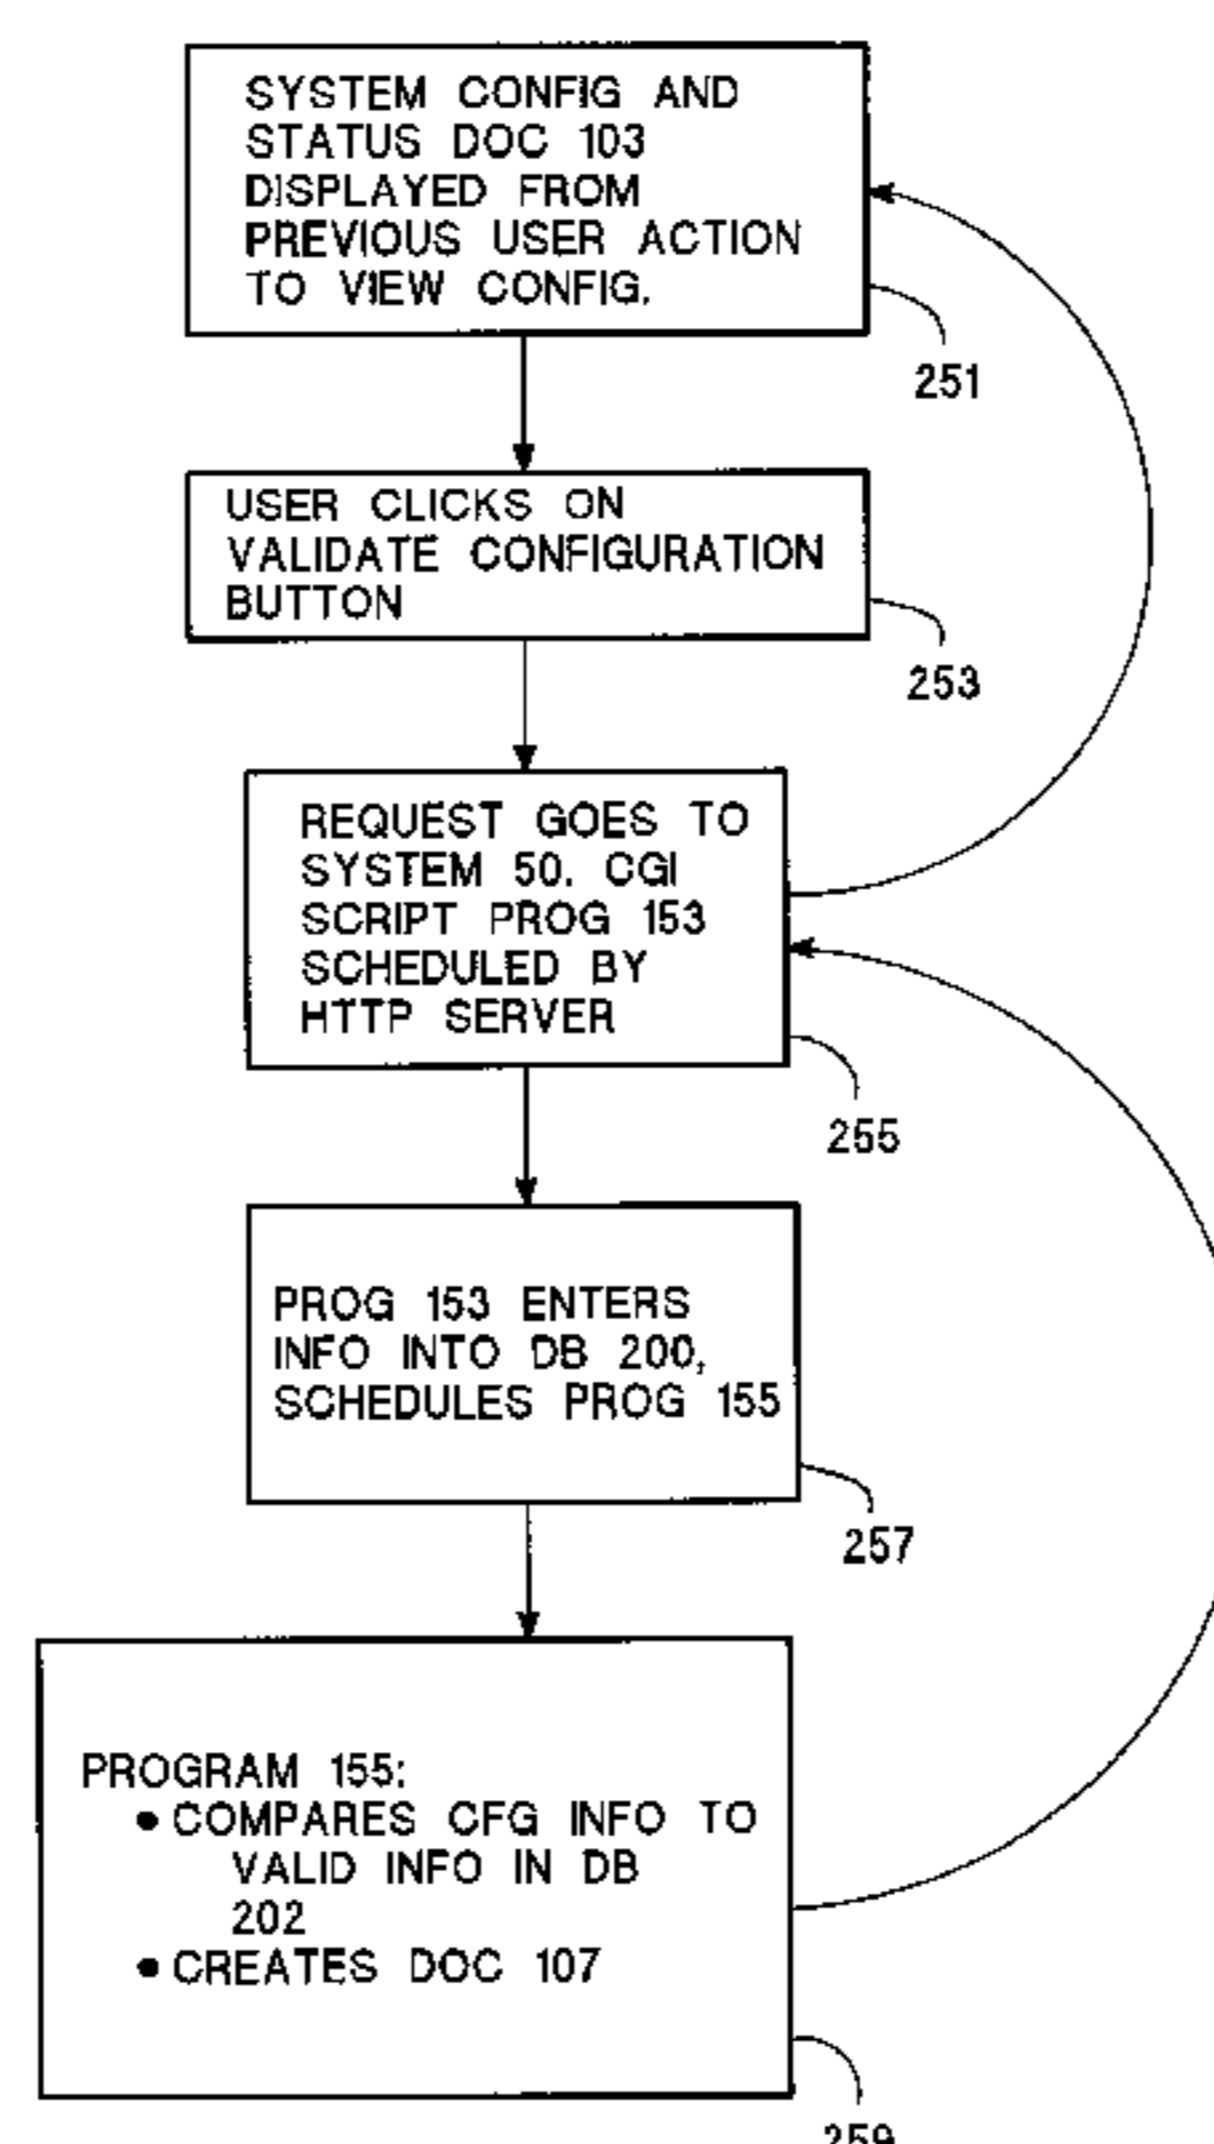 SYSTEM CONFIG AND
STATUS DOC 103
DISPLAYED FROM
PREVIOUS USER ACTION
TO VIEW CONFIG.
251
USER CLICKS ON
VALIDATE CONFIGURATION
BUTTON
253
REQUEST GOES TO
SYSTEM 50. CGI
SCRIPT PROG 153
SCHEDULED BY
HTTP SERVER
255
PROG 153 ENTERS
INFO INTO DB 200,
SCHEDULES PROG 155
257
PROGRAM 155:
• COMPARES CFG INFO TO
VALID INFO IN DB
202
• CREATES DOC 107
259